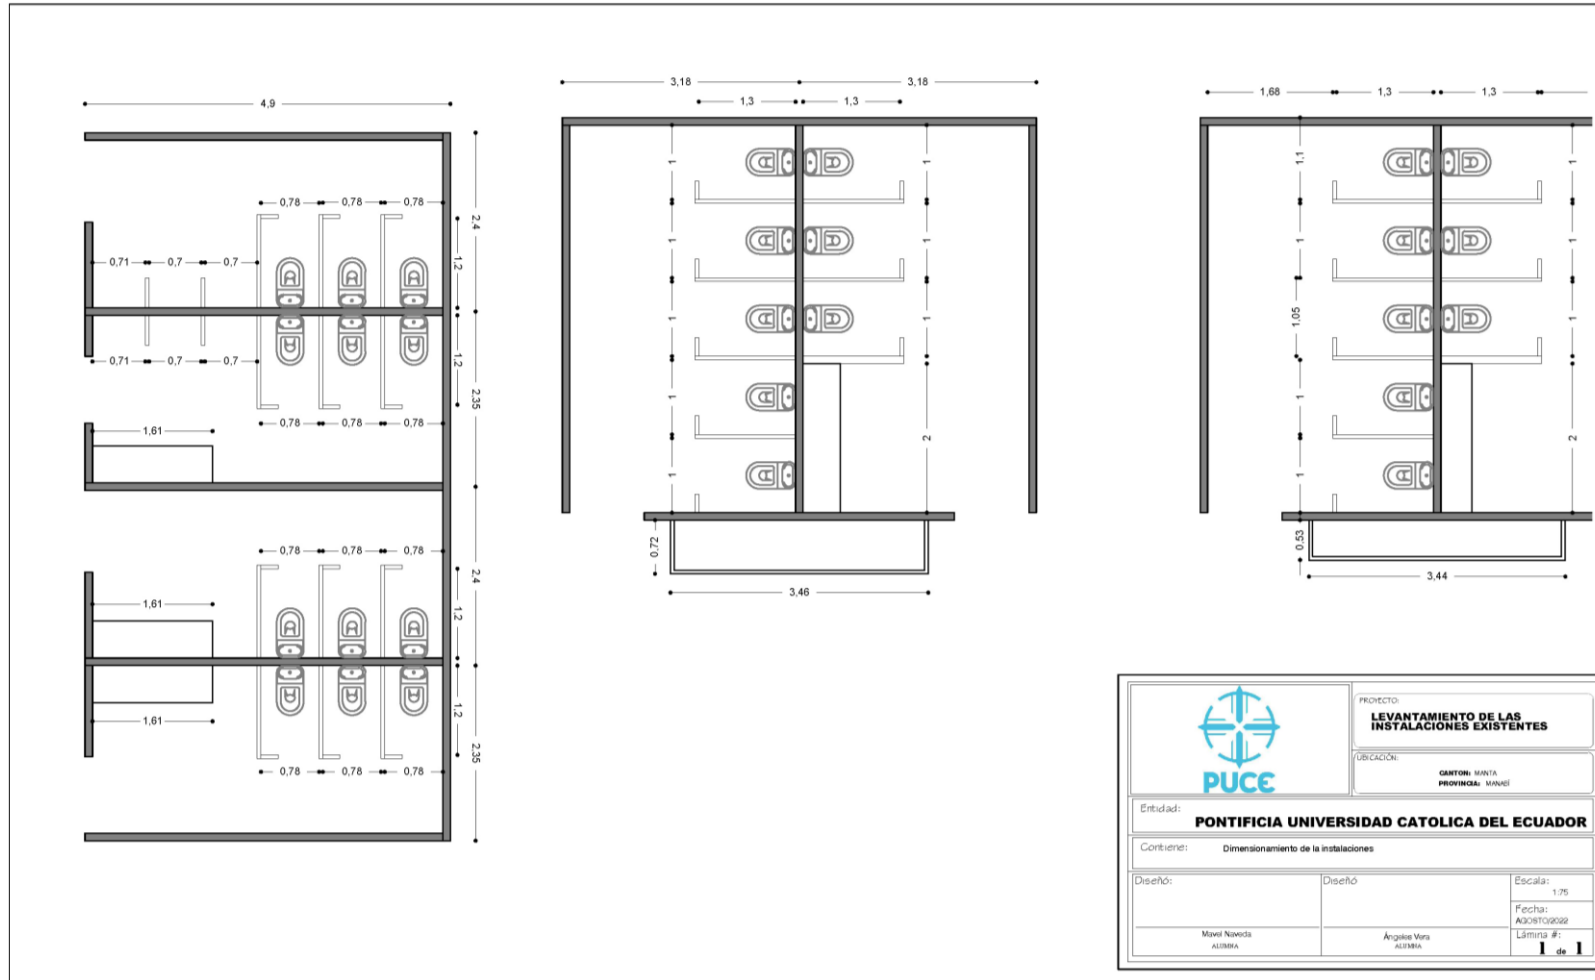 4,9
0,78 0,78 0,78
2,4
1,2
0,71 0,7 0,7
0,71 0,7 0,7
1,2
2,35
0,78 0,78 0,78
1,61
0,78 0,78 0,78
2,4
1,2
1,61
1,61
1,2
2,35
0,78 0,78 0,78
3,18 3,18
1,3 1,3
1 1
1 1
1 1
1
2
1
0,72
3,46
1,68 1,3 1,3
1,1 1
1 1
1,05 1
1
2
1
0,53
3,44
PUCE
PROYECTO:
LEVANTAMIENTO DE LAS
INSTALACIONES EXISTENTES
UBICACIÓN:
CANTON: MANTA
PROVINCIA: MANABÍ
Entidad:
PONTIFICIA UNIVERSIDAD CATOLICA DEL ECUADOR
Contiene: Dimensionamiento de la instalaciones
Diseñó: Diseñó Escala:
1:75
Fecha:
AGOSTO/2022
Mavel Naveda Ángeles Vera Lámina #:
ALUMNA ALUMNA 1 de 1